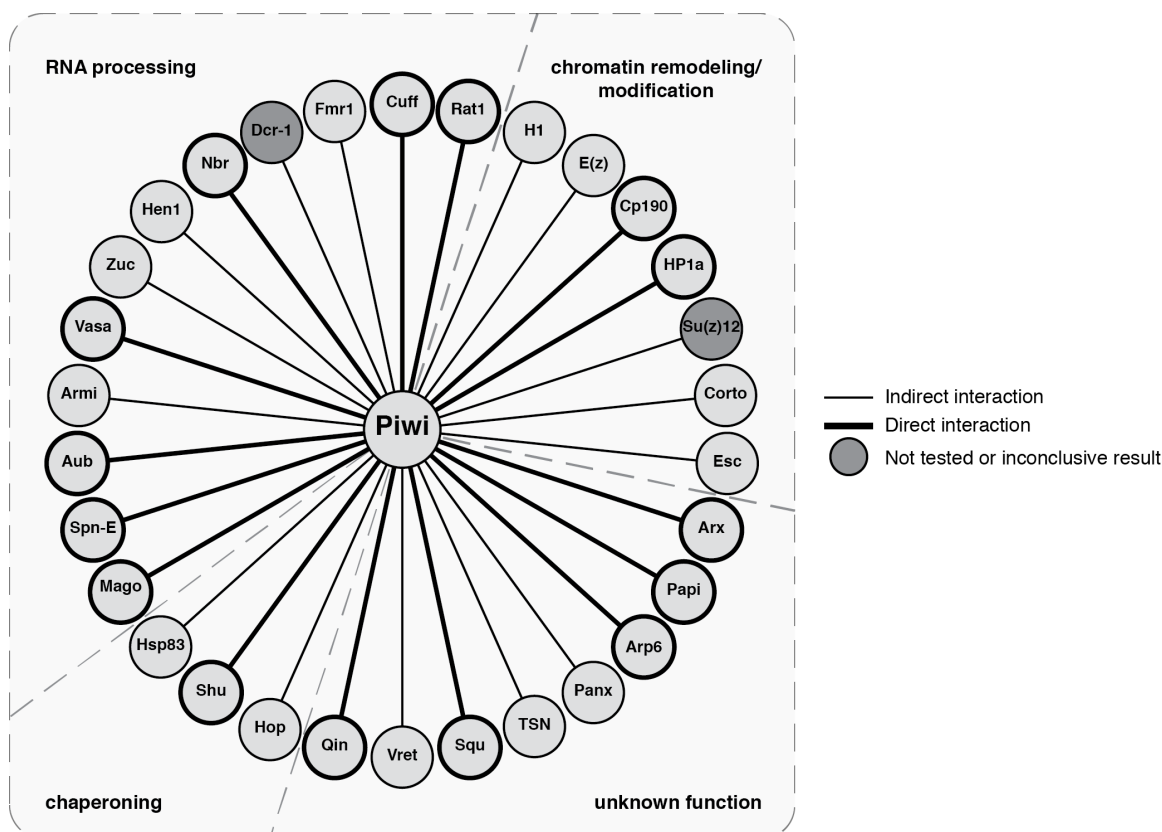 RNA processing
chromatin remodeling/
modification
Cuff
Fmr1
Rat1
Dcr-1
H1
Nbr
E(z)
Hen1
Cp190
Zuc
HP1a
Vasa
Su(z)12
Armi
Corto
Piwi
Aub
Esc
Spn-E
Arx
Mago
Papi
Hsp83
Arp6
Shu
Panx
Hop
TSN
Qin
Vret
Squ
chaperoning
unknown function
Indirect interaction
Direct interaction
Not tested or inconclusive result